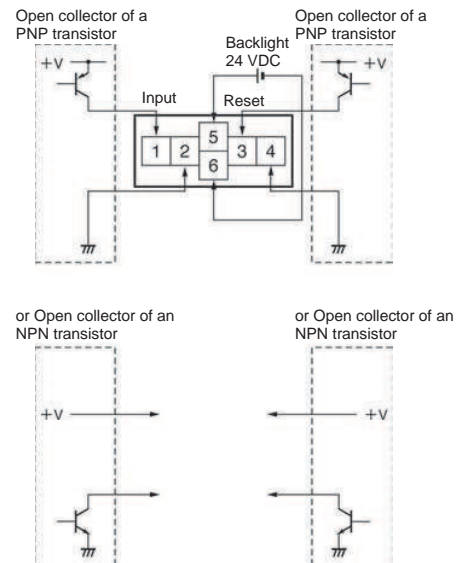 Open collector of a
PNP transistor
Open collector of a
PNP transistor
Backlight
24 VDC
+V
+V
Input
Reset
5
1 2 3 4
6
or Open collector of an
NPN transistor
or Open collector of an
NPN transistor
+V
+V